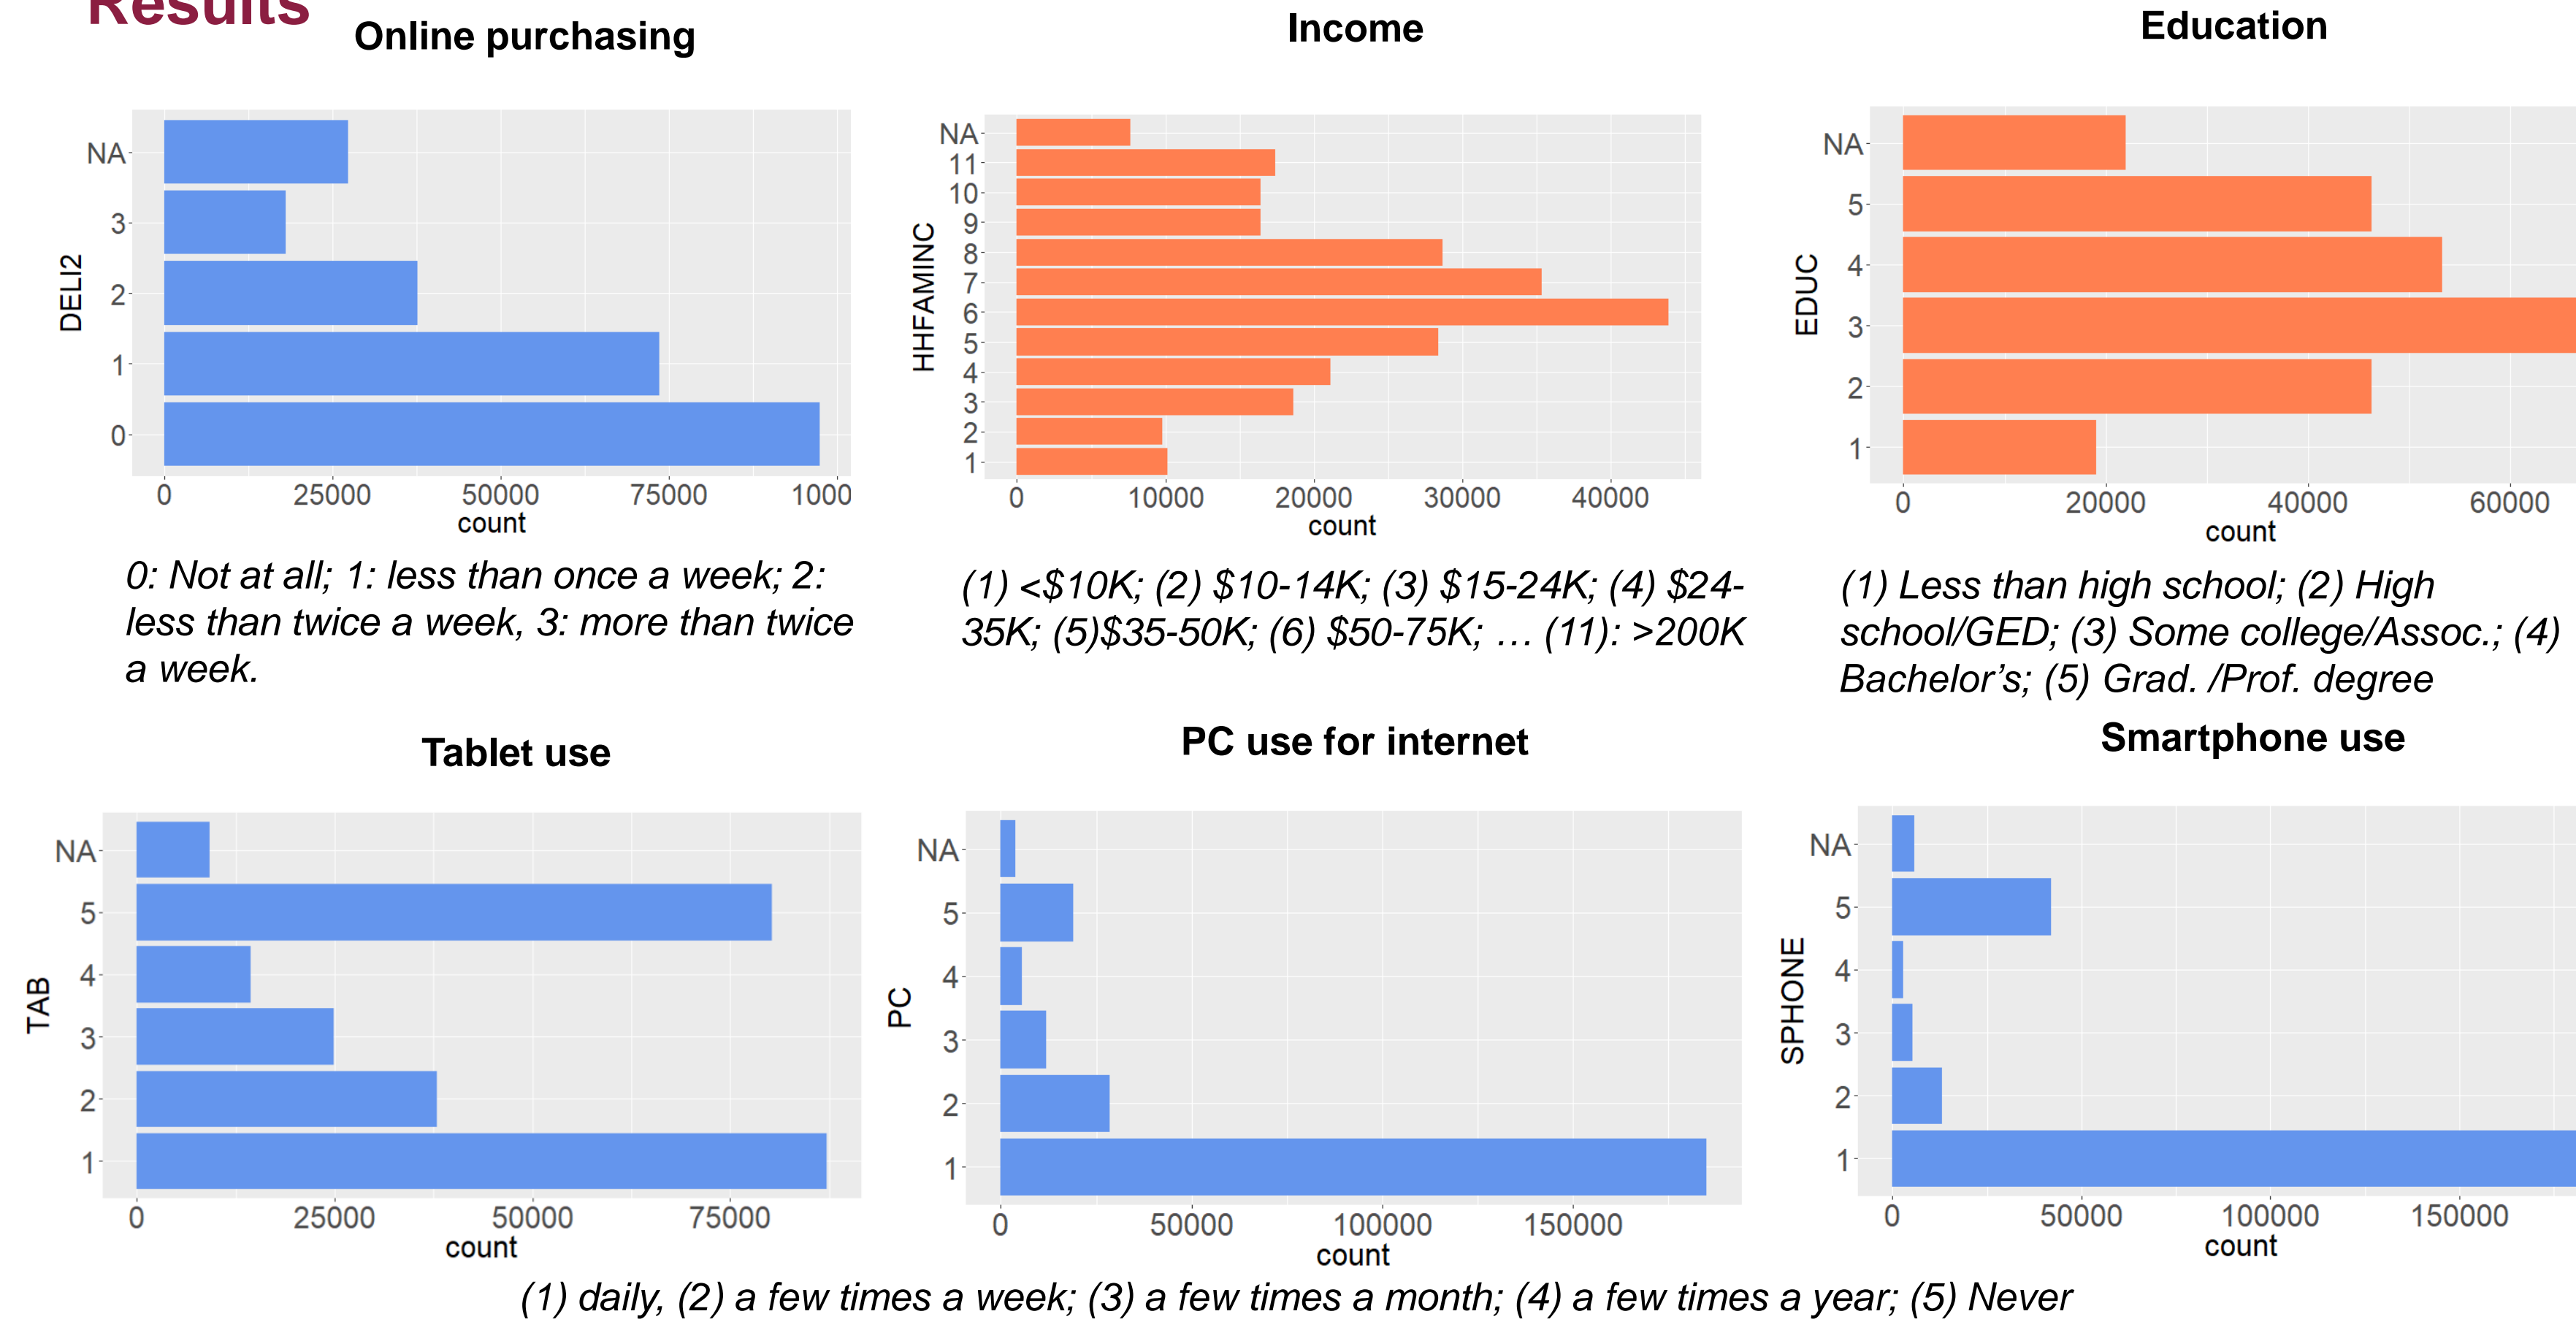 Results
Online purchasing
Income
Education
DELI2
NA
3
2
1
0
0 25000 50000 75000 1000
count
HHFAMINC
NA
11
10
9
8
7
6
5
4
3
2
1
0 10000 20000 30000 40000
count
EDUC
NA
5
4
3
2
1
0 20000 40000 60000
count
0: Not at all; 1: less than once a week; 2:
less than twice a week, 3: more than twice
a week.
(1) <$10K; (2) $10-14K; (3) $15-24K; (4) $24-
35K; (5)$35-50K; (6) $50-75K; … (11): >200K
(1) Less than high school; (2) High
school/GED; (3) Some college/Assoc.; (4)
Bachelor’s; (5) Grad. /Prof. degree
Tablet use
PC use for internet
Smartphone use
TAB
NA
5
4
3
2
1
0 25000 50000 75000
count
PC
NA
5
4
3
2
1
0 50000 100000 150000
count
SPHONE
NA
5
4
3
2
1
0 50000 100000 150000
count
(1) daily, (2) a few times a week; (3) a few times a month; (4) a few times a year; (5) Never